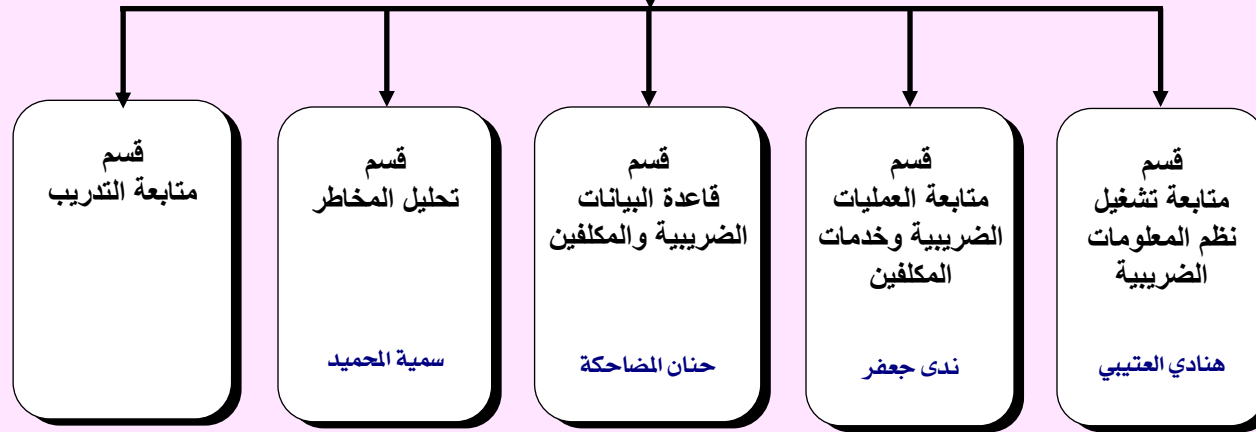 قسم
متابعة تشغيل
نظم المعلومات
الضريبية
هنادي العتيبي
قسم
متابعة العمليات
الضريبية وخدمات
المكلفين
ندى جعفر
قسم
قاعدة البيانات
الضريبية والمكلفين
حنان المضاحكة
قسم
تحليل المخاطر
سمية المحميد
قسم
متابعة التدريب